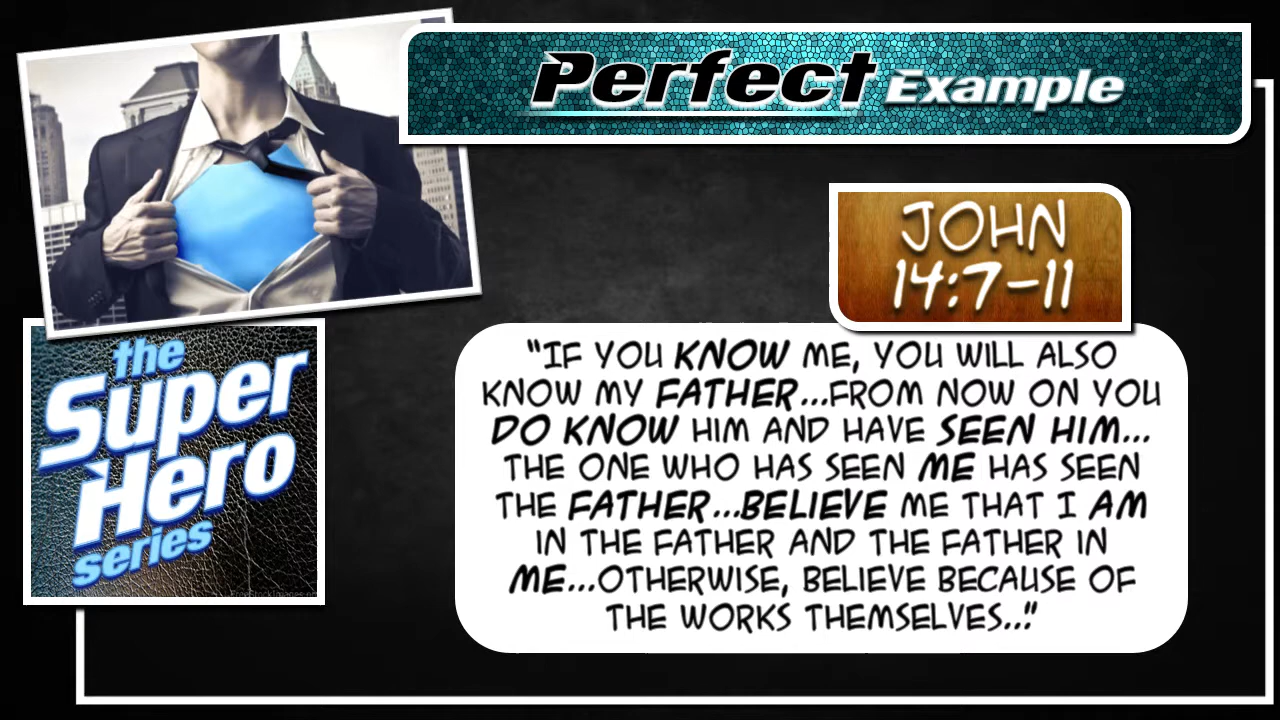 Perfect Example
JOHN
14:7-11
"IF YOU KNOW ME, YOU WILL ALSO
KNOW MY FATHER...FROM NOW ON YOU
DO KNOW HIM AND HAVE SEEN HIM...
THE ONE WHO HAS SEEN ME HAS SEEN
THE FATHER...BELIEVE ME THAT I AM
IN THE FATHER AND THE FATHER IN
ME...OTHERWISE, BELIEVE BECAUSE OF
THE WORKS THEMSELVES..."
the
Super
Hero
series